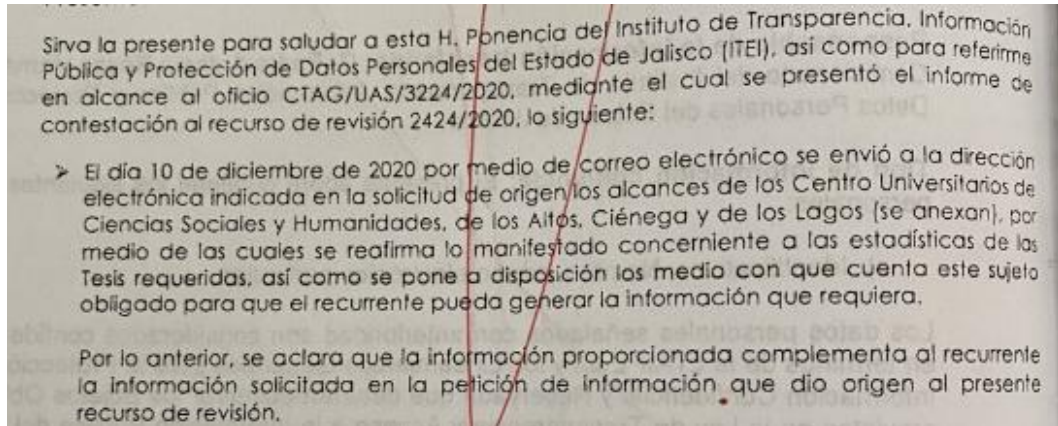 Sirva la presente para saludar a esta H. Ponencia del Instituto de Transparencia, Información
Pública y Protección de Datos Personales del Estado de Jalisco (ITEI), asi como para referirme
en alcance al oficio CTAG/UAS/3224/2020, mediante el cual se presentó el informe de
contestación al recurso de revisión 2424/2020, lo siguiente:
➢ El día 10 de diciembre de 2020 por medio de correo electrónico se envió a la dirección
electrónica indicada en la solicitud de origen los alcances de los Centro Universitarios de
Ciencias Sociales y Humanidades, de los Altos, Ciénega y de los Lagos (se anexan), por
medio de las cuales se reafirma lo manifestado concerniente a las estadísticas de las
Tesis requeridas, así como se pone a disposición los medio con que cuenta este sujeto
obligado para que el recurrente pueda generar la información que requiera.
Por lo anterior, se aclara que la información proporcionada complementa al recurrente
la información solicitada en la petición de información que dio origen al presente
recurso de revisión.